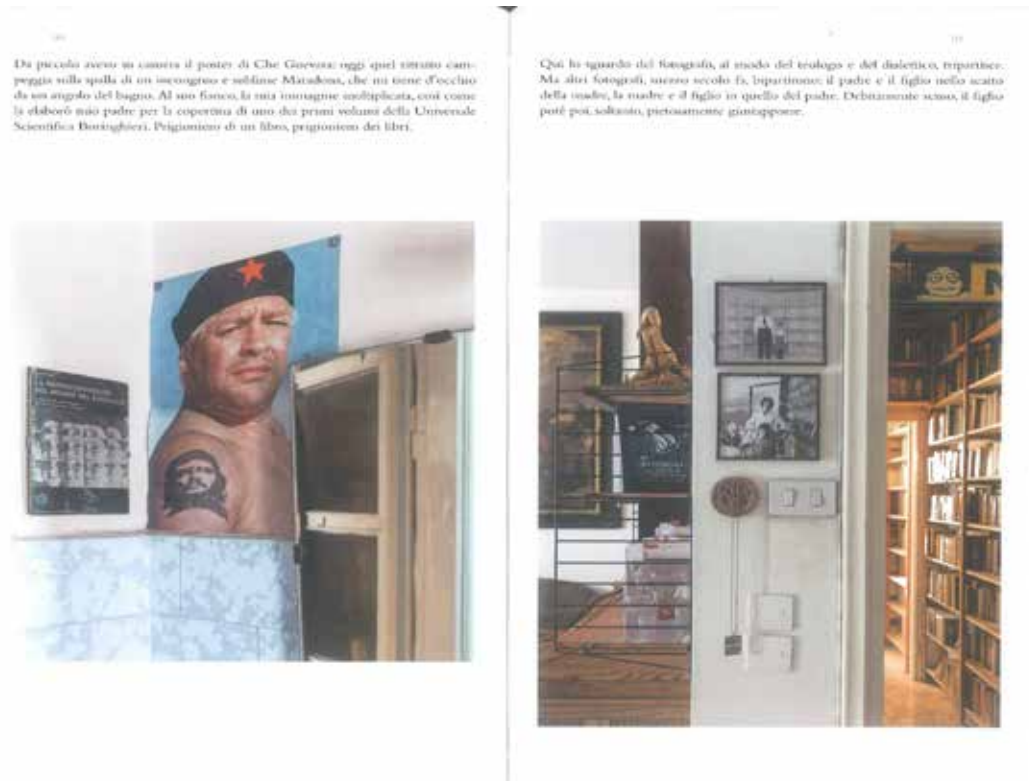 Da piccolo avevo in camera il poster di Che Guevara: oggi quel ritratto cam-
peggia sulla spalla di un incongruo e sublime Maradona, che mi tiene d'occhio
da un angolo del bagno. Al suo fianco, la mia immagine moltiplicata, così come
la elaborò mio padre per la copertina di uno dei primi volumi della Universale
Scientifica Boringhieri. Prigioniero di un libro, prigioniero dei libri.
Qui lo sguardo del fotografo, al modo del teologo e del dialettico, tripartisce.
Ma altri fotografi, mezzo secolo fa, bipartirono: il padre e il figlio nello scatto
della madre, la madre e il figlio in quello del padre. Debitamente scisso, il figlio
poté poi, soltanto, pietosamente giustapporre.